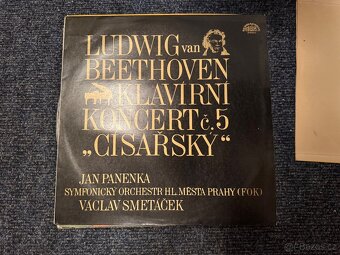 LUDWIG van
BEETHOVEN
KLAVÍRNÍ
KONCERT č.5
„CÍSAŘSKÝ“
JAN PANENKA
SYMFONICKÝ ORCHESTR HL. MĚSTA PRAHY (FOK)
VÁCLAV SMETÁČEK